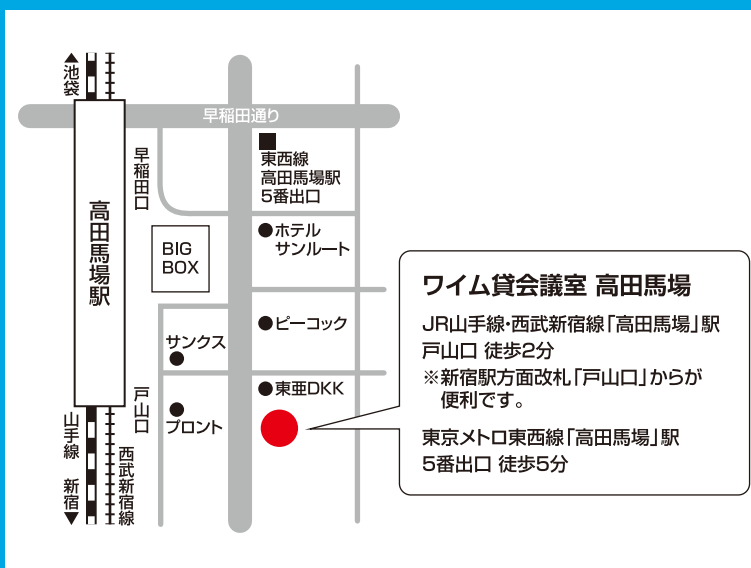 ▲池袋
早稲田通り
早稲田口
東西線
高田馬場駅
5番出口
高田馬場駅
ホテル
サンルート
BIG
BOX
ピーコック
サンクス
東亜DKK
戸山口
プロント
山手線 新宿▼
西武新宿線
ワイム貸会議室 高田馬場
JR山手線・西武新宿線「高田馬場」駅
戸山口 徒歩2分
※新宿駅方面改札「戸山口」からが
便利です。
東京メトロ東西線「高田馬場」駅
5番出口 徒歩5分